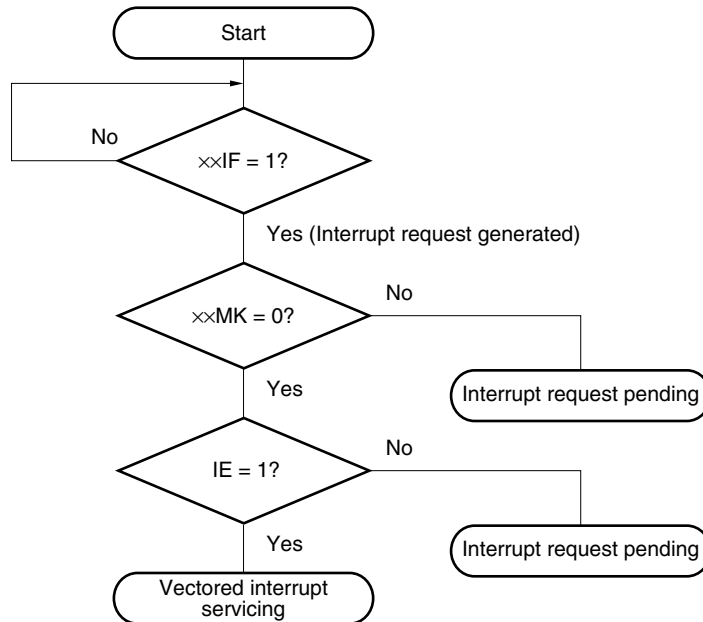 Start
No
××IF = 1?
Yes (Interrupt request generated)
No
××MK = 0?
Yes
Interrupt request pending
No
IE = 1?
Yes
Interrupt request pending
Vectored interrupt
servicing